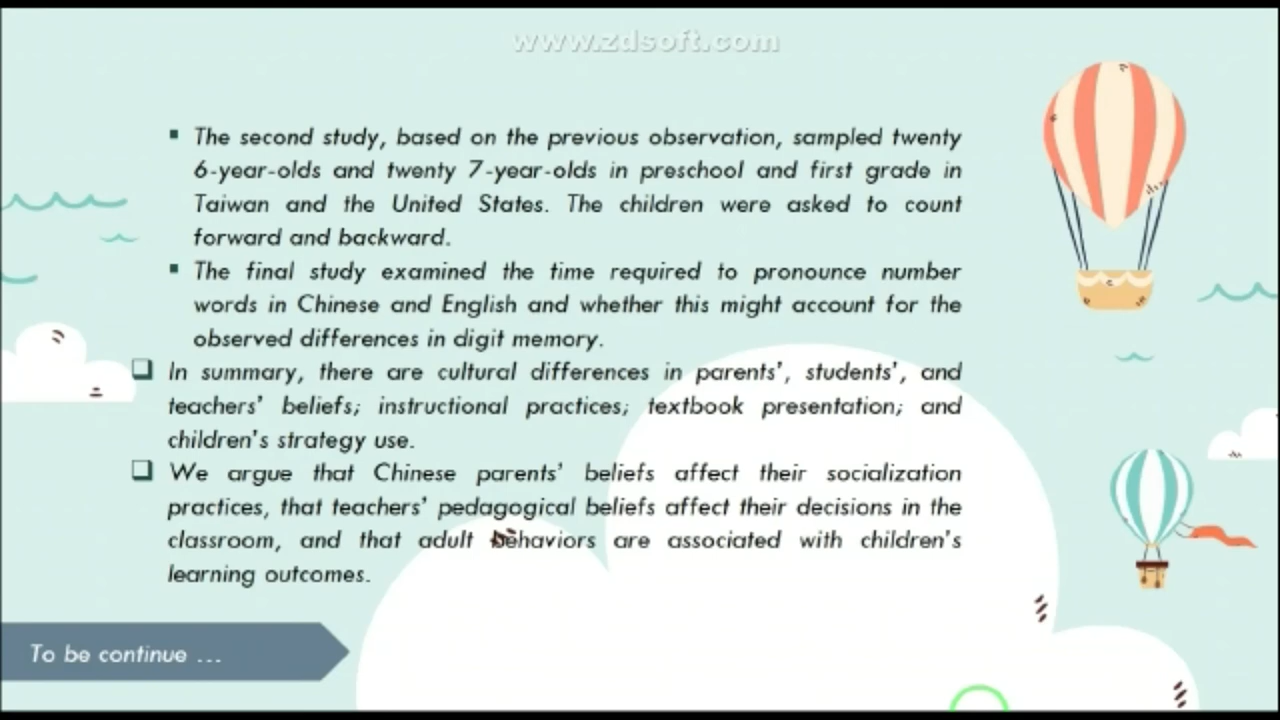 www.zdsoft.com
▪ The second study, based on the previous observation, sampled twenty
6-year-olds and twenty 7-year-olds in preschool and first grade in
Taiwan and the United States. The children were asked to count
forward and backward.
▪ The final study examined the time required to pronounce number
words in Chinese and English and whether this might account for the
observed differences in digit memory.
❑ In summary, there are cultural differences in parents’, students’, and
teachers’ beliefs; instructional practices; textbook presentation; and
children’s strategy use.
❑ We argue that Chinese parents’ beliefs affect their socialization
practices, that teachers’ pedagogical beliefs affect their decisions in the
classroom, and that adult behaviors are associated with children’s
learning outcomes.
To be continue ...